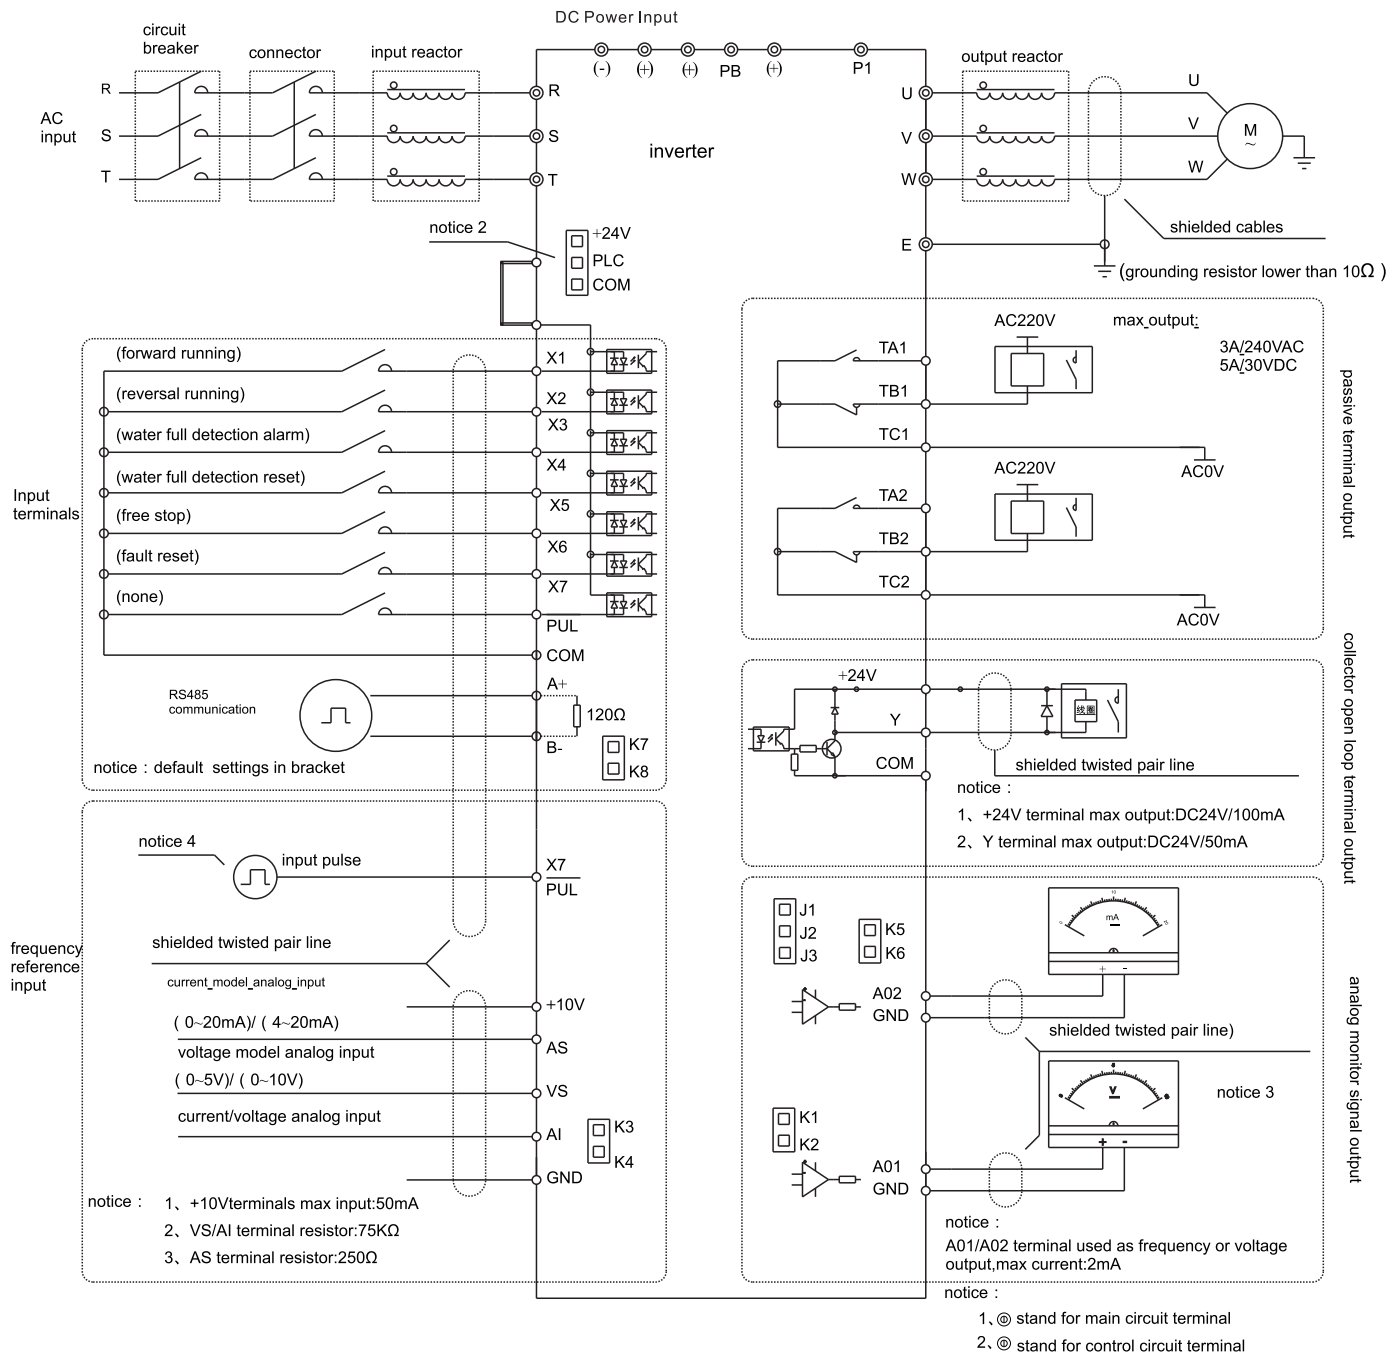 DC Power Input
circuit
breaker
connector
input reactor
(-)
(+)
(+)
PB
(+)
P1
output reactor
AC
input
R
S
T
R
S
T
inverter
U
V
W
U
V
W
M
~
E
shielded cables
(grounding resistor lower than 10Ω )
notice 2
+24V
PLC
COM
Input
terminals
(forward running)
X1
(reversal running)
X2
(water full detection alarm)
X3
(water full detection reset)
X4
(free stop)
X5
(fault reset)
X6
(none)
X7
PUL
COM
RS485
communication
A+
120Ω
B-
K7
K8
notice : default settings in bracket
AC220V
max_output:
3A/240VAC
5A/30VDC
TA1
TB1
TC1
AC0V
AC220V
TA2
TB2
TC2
AC0V
passive terminal output
+24V
Y
COM
线圈
shielded twisted pair line
notice :
1、+24V terminal max output:DC24V/100mA
2、Y terminal max output:DC24V/50mA
collector open loop terminal output
frequency
reference
input
notice 4
input pulse
X7
PUL
shielded twisted pair line
current_model_analog_input
+10V
( 0~20mA)/ ( 4~20mA)
AS
voltage model analog input
( 0~5V)/ ( 0~10V)
VS
current/voltage analog input
AI
K3
K4
GND
notice :
1、+10Vterminals max input:50mA
2、VS/AI terminal resistor:75KΩ
3、AS terminal resistor:250Ω
J1
J2
J3
K5
K6
mA
+ -
A02
GND
shielded twisted pair line)
V
+ -
notice 3
K1
K2
A01
GND
analog monitor signal output
notice :
A01/A02 terminal used as frequency or voltage
output,max current:2mA
notice :
1、 stand for main circuit terminal
2、 stand for control circuit terminal